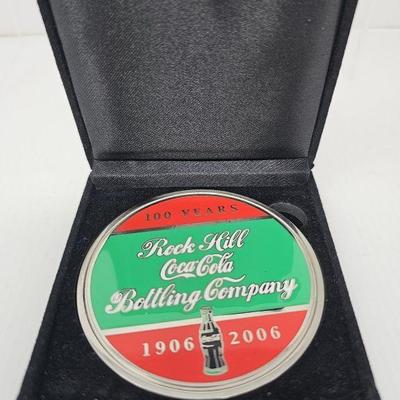 100 YEARS
Rock Hill
Coca-Cola
Bottling Company
1906 2006